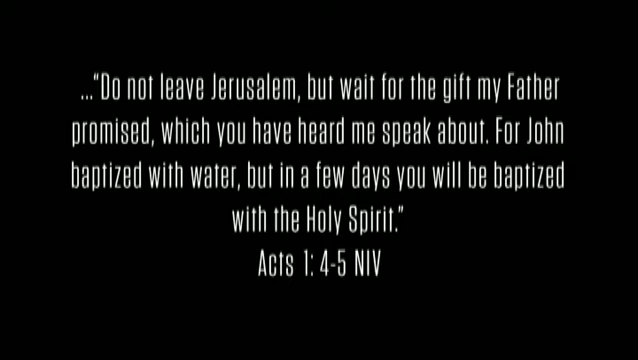 ..."Do not leave Jerusalem, but wait for the gift my Father
promised, which you have heard me speak about. For John
baptized with water, but in a few days you will be baptized
with the Holy Spirit."
Acts 1: 4-5 NIV